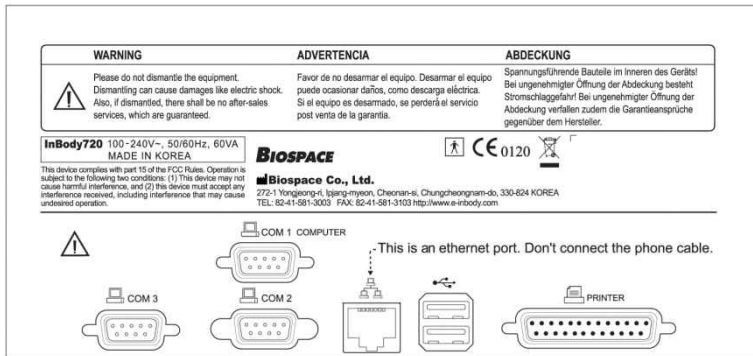 WARNING
Please do not dismantle the equipment.
Dismantling can cause damages like electric shock.
Also, if dismantled, there shall be no after-sales
services, which are guaranteed.
ADVERTENCIA
Favor de no desarmar el equipo. Desarmar el equipo
puede ocasionar daños, como descarga eléctrica.
Si el equipo es desarmado, se perderá el servicio
post venta de la garantia.
ABDECKUNG
Spannungsführende Bauteile im Inneren des Geräts!
Bei ungenehmigter Öffnung der Abdeckung besteht
Stromschlaggefahr! Bei ungenehmigter Öffnung der
Abdeckung verfallen zudem die Garantieansprüche
gegenüber dem Hersteller.
InBody720 100-240V~, 50/60Hz, 60VA
MADE IN KOREA
This device complies with part 15 of the FCC Rules. Operation is
subject to the following two conditions: (1) This device may not
cause harmful interference, and (2) this device must accept any
interference received, including interference that may cause
undesired operation.
BIOSPACE
CE 0120
Biospace Co., Ltd.
272-1 Yongjeong-ri, Ipjang-myeon, Cheonan-si, Chungcheongnam-do, 330-824 KOREA
TEL: 82-41-581-3003 FAX: 82-41-581-3103 http://www.e-inbody.com
COM 1 COMPUTER
This is an ethernet port. Don't connect the phone cable.
COM 3
COM 2
PRINTER